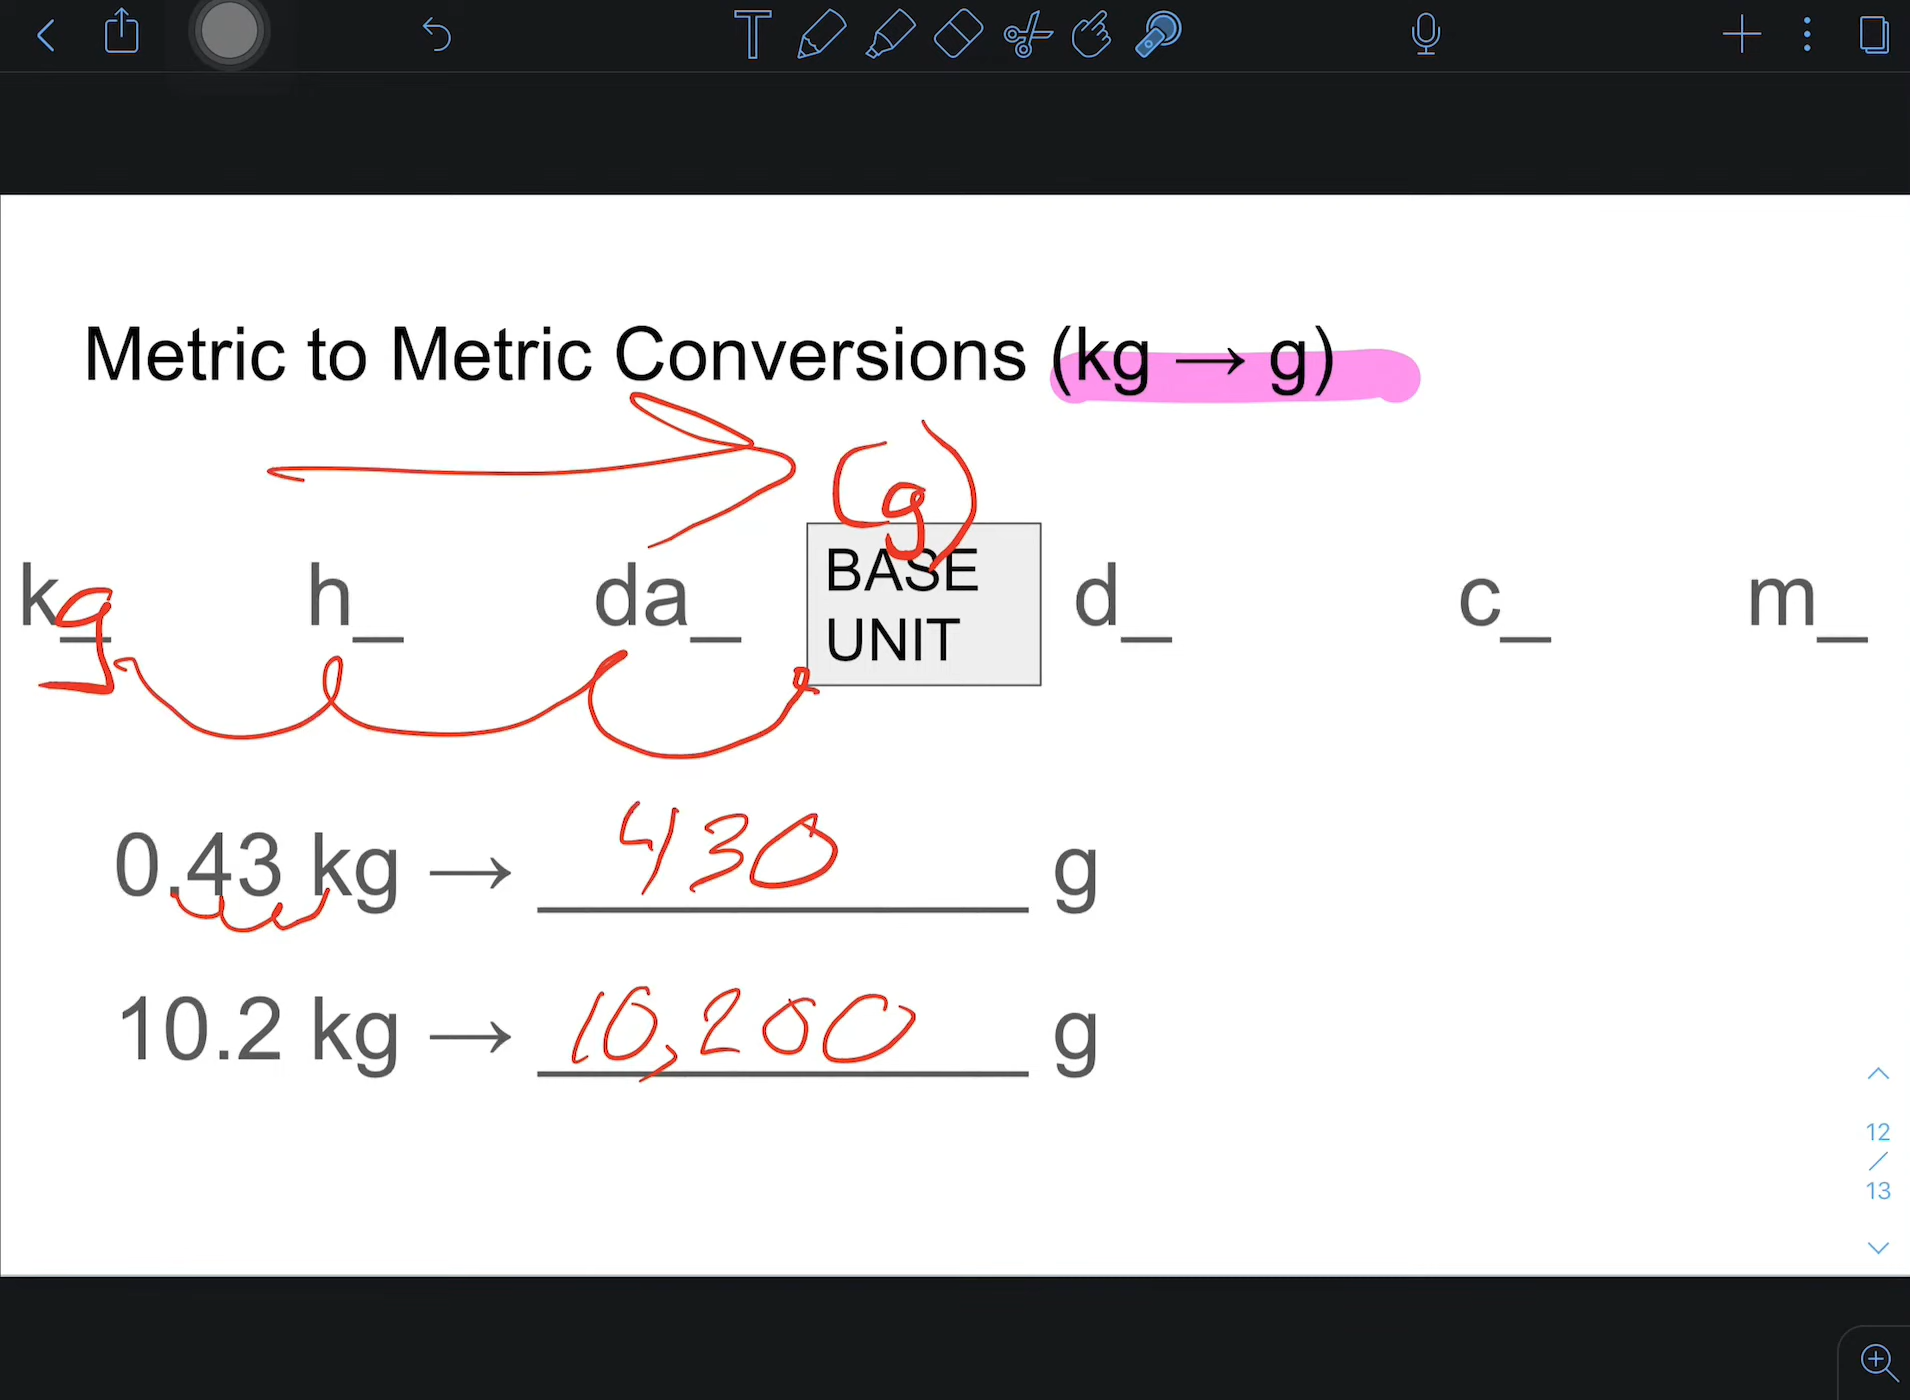 Metric to Metric Conversions (kg → g)
(g)
kg h_ da_ BASE UNIT d_ c_ m_
0.43 kg → 430 g
10.2 kg → 10,200 g
12
/
13